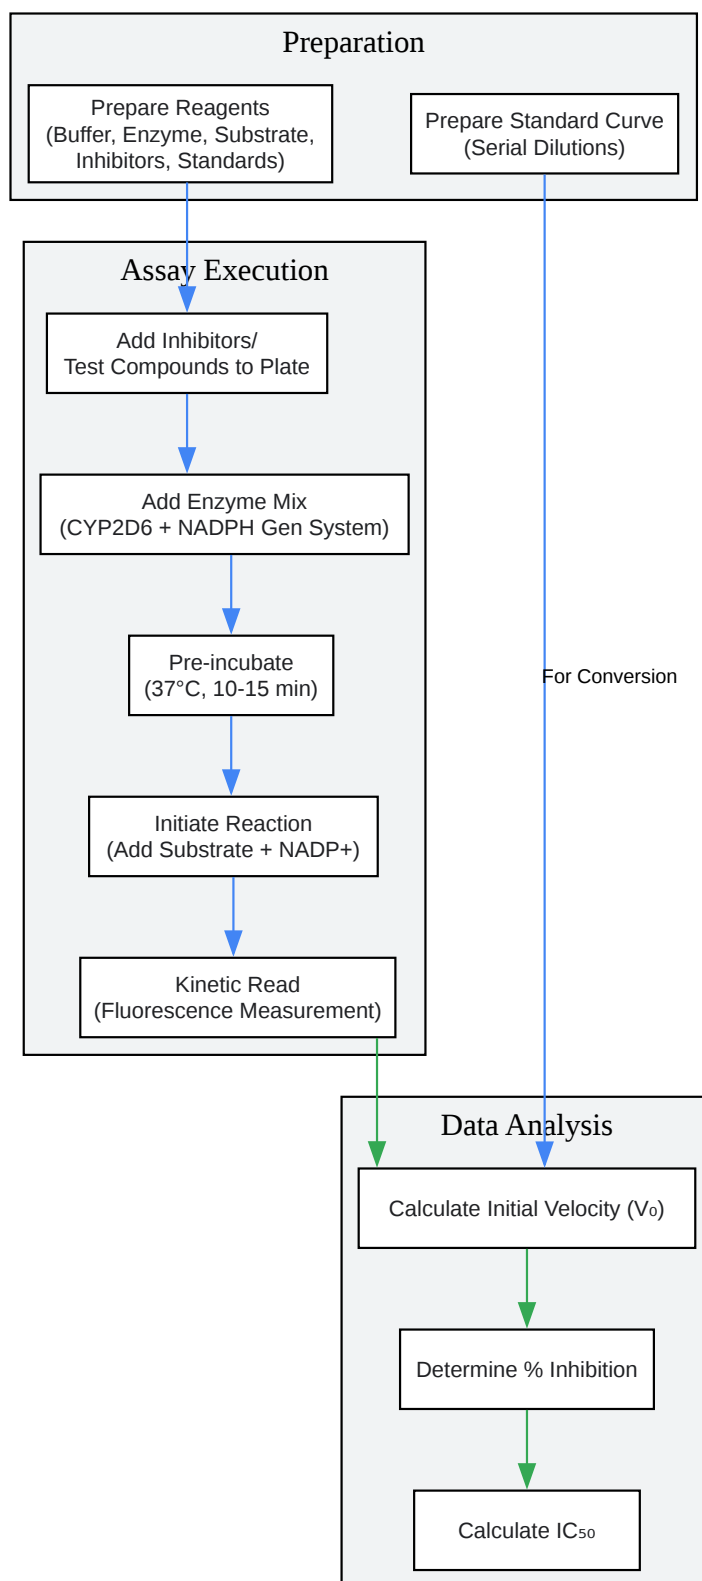 Preparation
Prepare Reagents
(Buffer, Enzyme, Substrate,
Inhibitors, Standards)
Prepare Standard Curve
(Serial Dilutions)
Assay Execution
Add Inhibitors/
Test Compounds to Plate
Add Enzyme Mix
(CYP2D6 + NADPH Gen System)
Pre-incubate
(37°C, 10-15 min)
For Conversion
Initiate Reaction
(Add Substrate + NADP+)
Kinetic Read
(Fluorescence Measurement)
Data Analysis
Calculate Initial Velocity (V₀)
Determine % Inhibition
Calculate IC₅₀